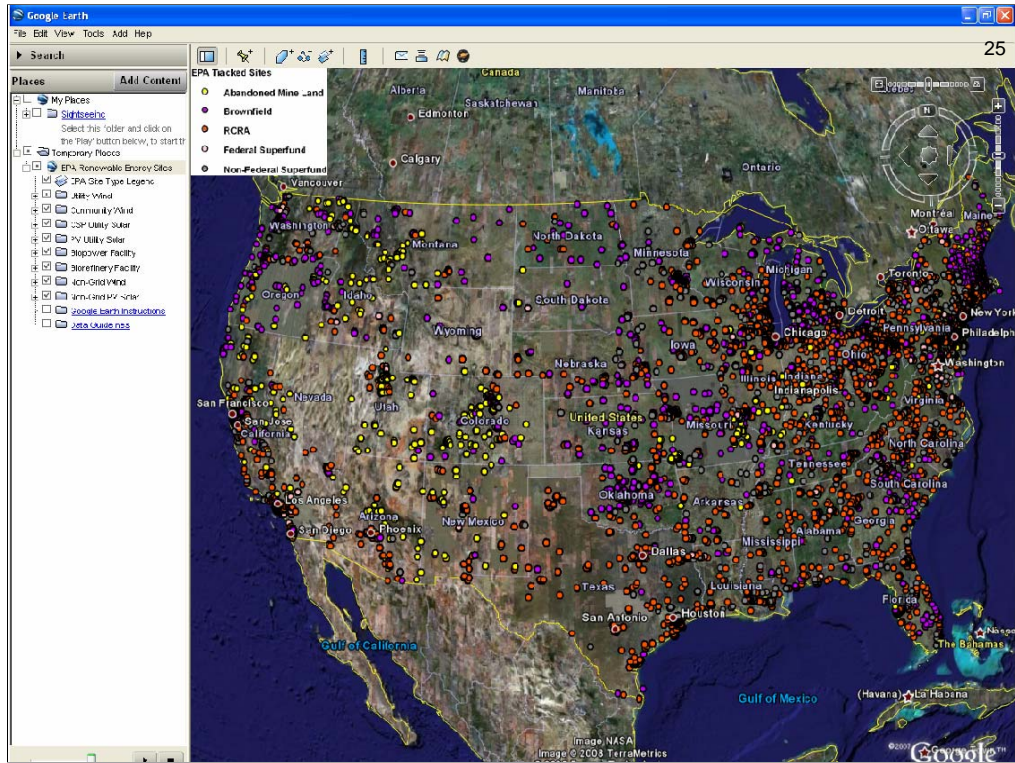 Google Earth
File Edit View Tools Add Help
Search
25
Places
Add Content
My Places
Sightseeing
Select this folder and click on
the 'Play' button below, to start th
Temporary Places
EPA Renewable Energy Sites
EPA Site Type Legend
Utility Wind
Community Wind
CSP Utility Solar
PV Utility Solar
Biopower Facility
Biorefinery Facility
Non-Grid Wind
Non-Grid PV Solar
Google Earth Instructions
Data Guidelines
EPA Tracked Sites
Abandoned Mine Land
Brownfield
RCRA
Federal Superfund
Non-Federal Superfund
Canada
Alberta
Saskatchewan
Manitoba
Edmonton
Calgary
Ontario
Vancouver
N
Montréal
Maine
Ottawa
Washington
Montana
North Dakota
Minnesota
Michigan
Toronto
Oregon
Idaho
South Dakota
Wisconsin
Detroit
New York
Wyoming
Chicago
Pennsylvania
Philadelph
Iowa
Nebraska
Ohio
Washington
Illinois
Indiana
Indianapolis
San Francisco
Nevada
Utah
Colorado
United States
Kansas
Missouri
Kentucky
Virginia
San Jose
California
North Carolina
Tennessee
Los Angeles
Oklahoma
Arkansas
South Carolina
San Diego
Arizona
Phoenix
New Mexico
Alabama
Georgia
Mississippi
Dallas
Texas
Louisiana
Florida
San Antonio
Houston
Gulf of California
The Bahamas
Gulf of Mexico
(Havana)
La Habana
Image NASA
Image © 2008 TerraMetrics
Google